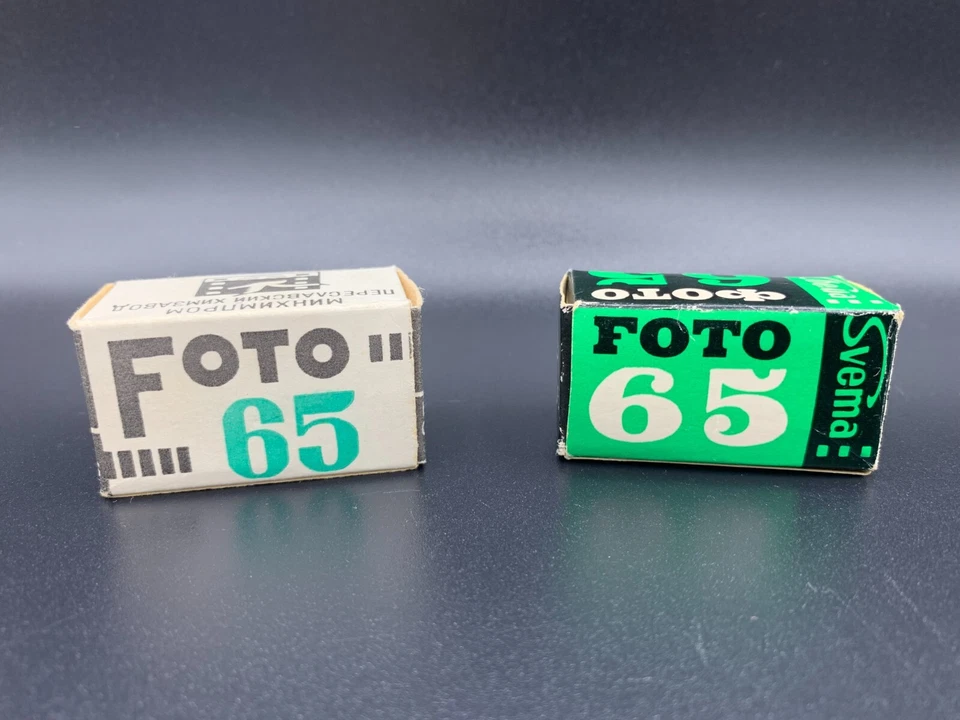 МИНХИМПРОМ
ПЕРЕСЛАВСКИЙ ХИМЗАВОД
FOTO
65
ФОТО
FOTO
65
Svema